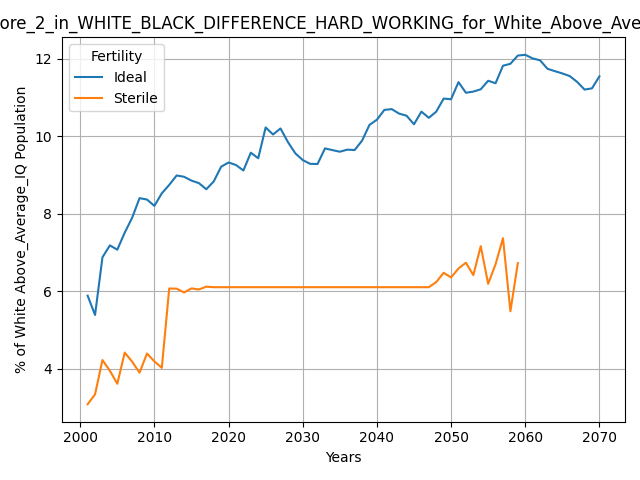 ore_2_in_WHITE_BLACK_DIFFERENCE_HARD_WORKING_for_White_Above_Ave
Fertility
Ideal
Sterile
% of White Above_Average_IQ Population
12
10
8
6
4
2000 2010 2020 2030 2040 2050 2060 2070
Years